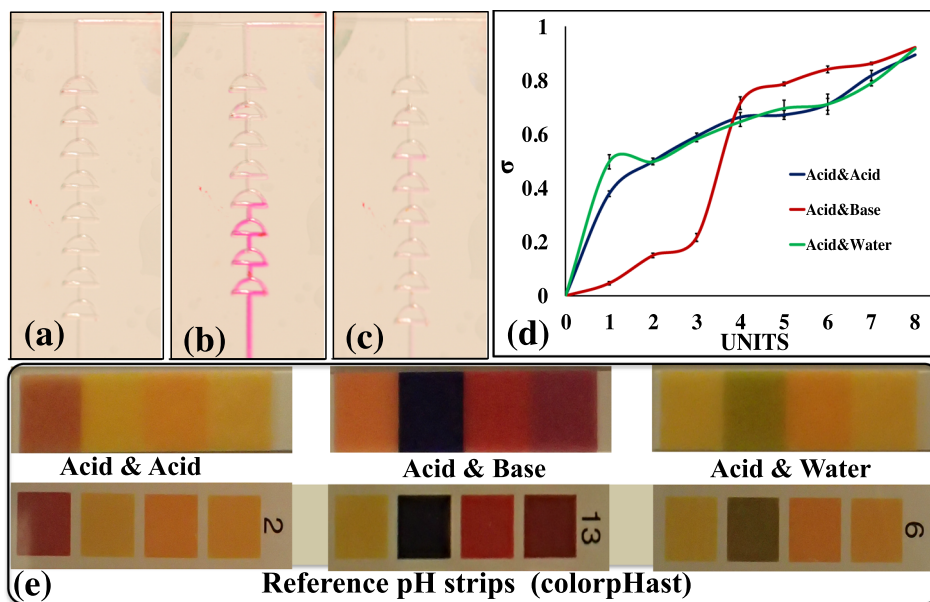 (a)
(b)
(c)
(d)
1
0.8
0.6
0.4
0.2
0
σ
Acid&Acid
Acid&Base
Acid&Water
0 1 2 3 4 5 6 7 8
UNITS
Acid & Acid
Acid & Base
Acid & Water
2
13
6
(e)
Reference pH strips (colorpHast)